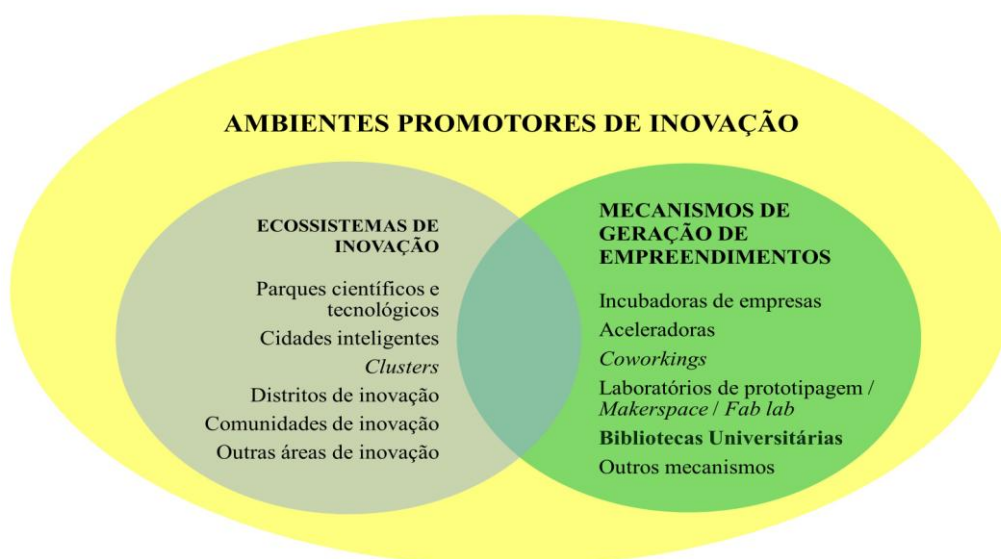 AMBIENTES PROMOTORES DE INOVAÇÃO
ECOSSISTEMAS DE
INOVAÇÃO
Parques científicos e
tecnológicos
Cidades inteligentes
Clusters
Distritos de inovação
Comunidades de inovação
Outras áreas de inovação
MECANISMOS DE
GERAÇÃO DE
EMPREENDIMENTOS
Incubadoras de empresas
Aceleradoras
Coworkings
Laboratórios de prototipagem /
Makerspace / Fab lab
Bibliotecas Universitárias
Outros mecanismos